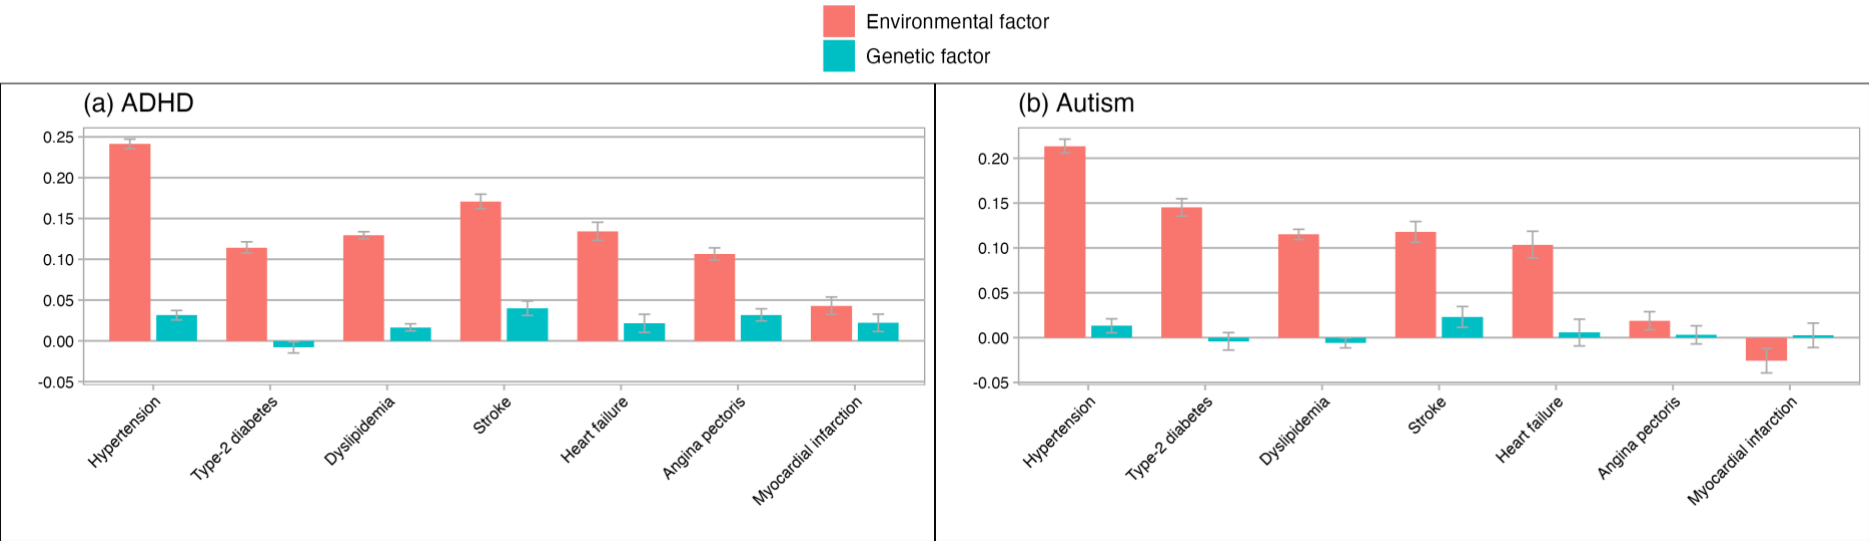 Environmental factor
Genetic factor
(a) ADHD
0.25
0.20
0.15
0.10
0.05
0.00
-0.05
Hypertension
Type-2 diabetes
Dyslipidemia
Stroke
Heart failure
Angina pectoris
Myocardial infarction
(b) Autism
0.20
0.15
0.10
0.05
0.00
-0.05
Hypertension
Type-2 diabetes
Dyslipidemia
Stroke
Heart failure
Angina pectoris
Myocardial infarction